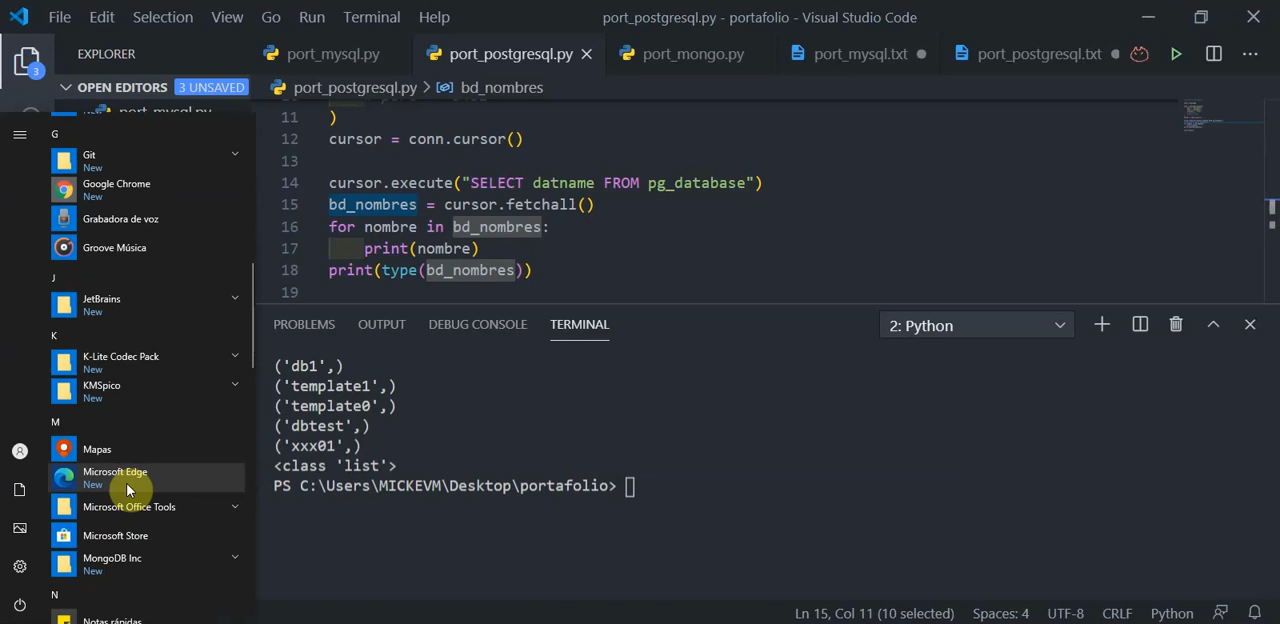 File Edit Selection View Go Run Terminal Help port_postgresql.py - portafolio - Visual Studio Code
3
EXPLORER
port_mysql.py port_postgresql.py port_mongo.py port_mysql.txt port_postgresql.txt
OPEN EDITORS 3 UNSAVED
port_postgresql.py > bd_nombres
port_mysql.py
New
G
Git
New
Google Chrome
New
Grabadora de voz
Groove Música
J
JetBrains
New
K
K-Lite Codec Pack
New
KMSpico
New
M
Mapas
Microsoft Edge
New
Microsoft Office Tools
Microsoft Store
MongoDB Inc
New
N
Notas rápidas
11 )
12 cursor = conn.cursor()
13
14 cursor.execute("SELECT datname FROM pg_database")
15 bd_nombres = cursor.fetchall()
16 for nombre in bd_nombres:
17 print(nombre)
18 print(type(bd_nombres))
19
PROBLEMS OUTPUT DEBUG CONSOLE TERMINAL 2: Python
('db1',)
('template1',)
('template0',)
('dbtest',)
('xxx01',)
<class 'list'>
PS C:\Users\MICKEVM\Desktop\portafolio>
Ln 15, Col 11 (10 selected) Spaces: 4 UTF-8 CRLF Python